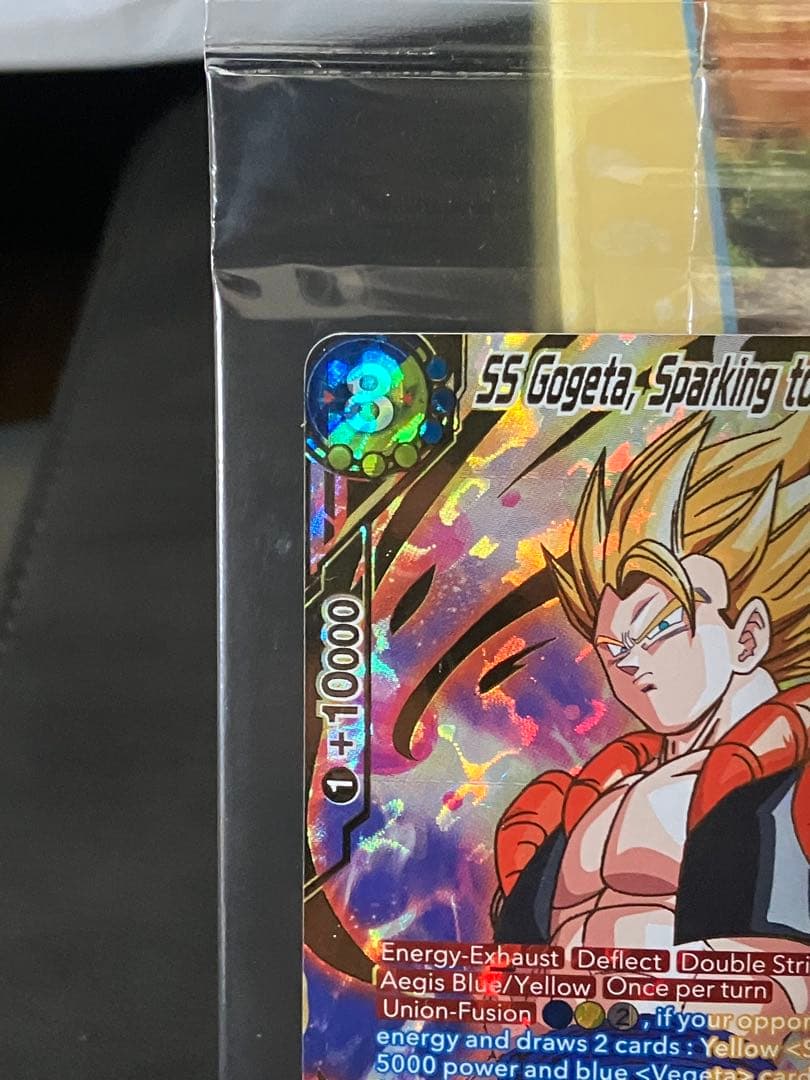 8
SS Gogeta, Sparking to
1 +10000
Energy-Exhaust Deflect Double Stri
Aegis Blue/Yellow Once per turn
Union-Fusion 2 , if your oppon
energy and draws 2 cards : Yellow <S
5000 power and blue <Vegeta> card